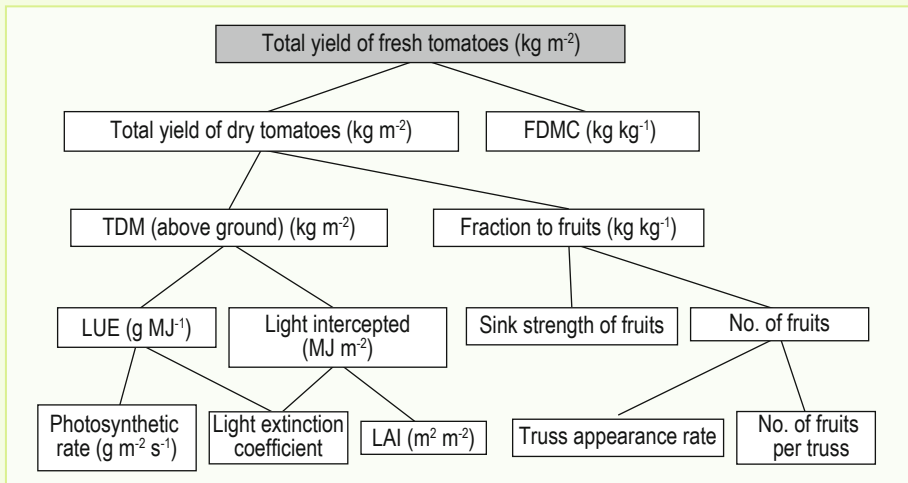 Total yield of fresh tomatoes (kg m⁻²)
Total yield of dry tomatoes (kg m⁻²)
FDMC (kg kg⁻¹)
TDM (above ground) (kg m⁻²)
Fraction to fruits (kg kg⁻¹)
LUE (g MJ⁻¹)
Light intercepted
(MJ m⁻²)
Sink strength of fruits
No. of fruits
Photosynthetic
rate (g m⁻² s⁻¹)
Light extinction
coefficient
LAI (m² m⁻²)
Truss appearance rate
No. of fruits
per truss